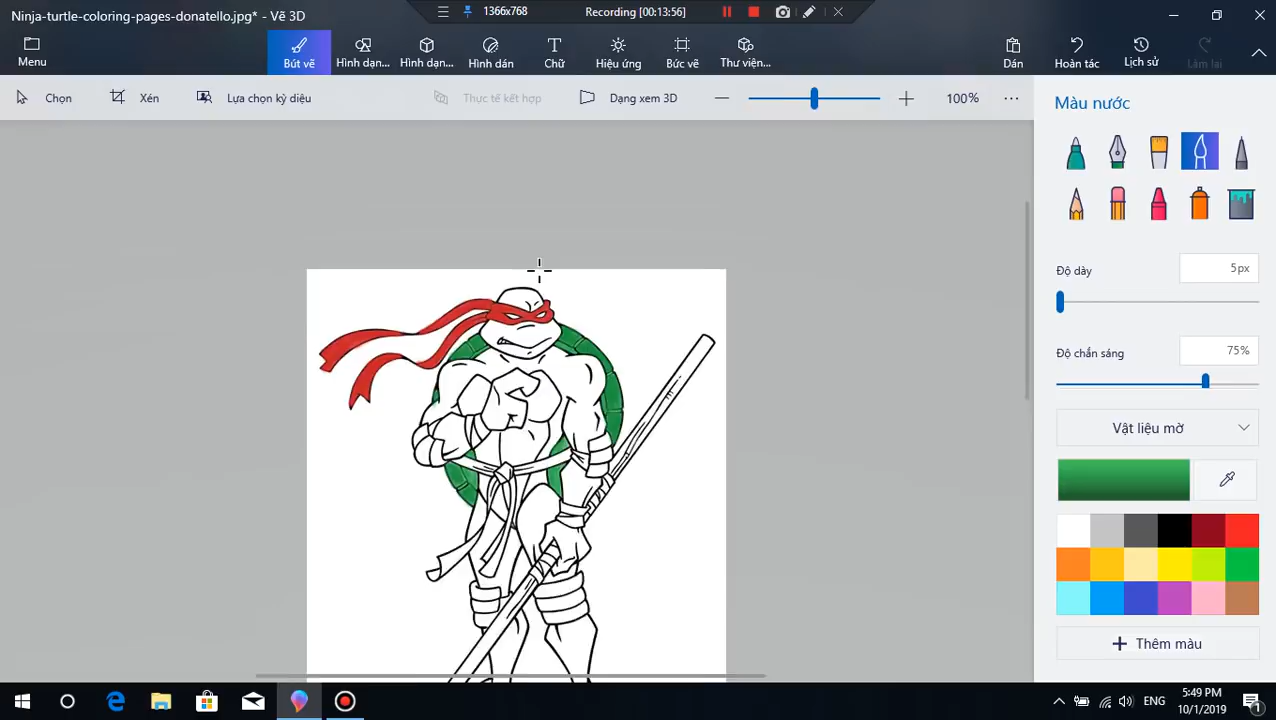 Ninja-turtle-coloring-pages-donatello.jpg* - Vẽ 3D
1366x768
Recording [00:13:56]
Menu
Bút vẽ
Hình dạn...
Hình dạn...
Hình dán
Chữ
Hiệu ứng
Bức vẽ
Thư viện...
Dán
Hoàn tác
Lịch sử
Làm lại
Chọn
Xén
Lựa chọn kỳ diệu
Thực tế kết hợp
Dạng xem 3D
100%
Màu nước
Độ dày
5px
Độ chắn sáng
75%
Vật liệu mờ
Thêm màu
ENG
5:49 PM
10/1/2019
1